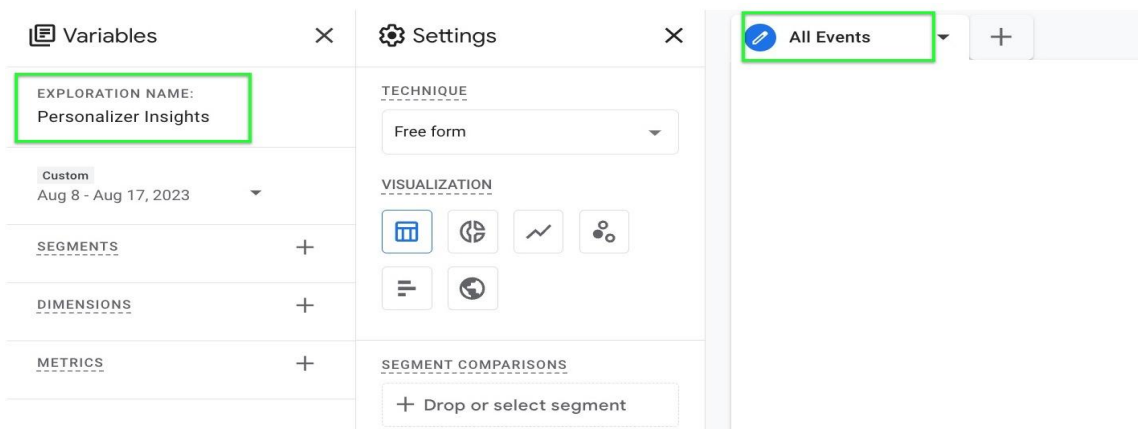 Variables
EXPLORATION NAME:
Personalizer Insights
Custom
Aug 8 - Aug 17, 2023
SEGMENTS
DIMENSIONS
METRICS
Settings
TECHNIQUE
Free form
VISUALIZATION
SEGMENT COMPARISONS
Drop or select segment
All Events